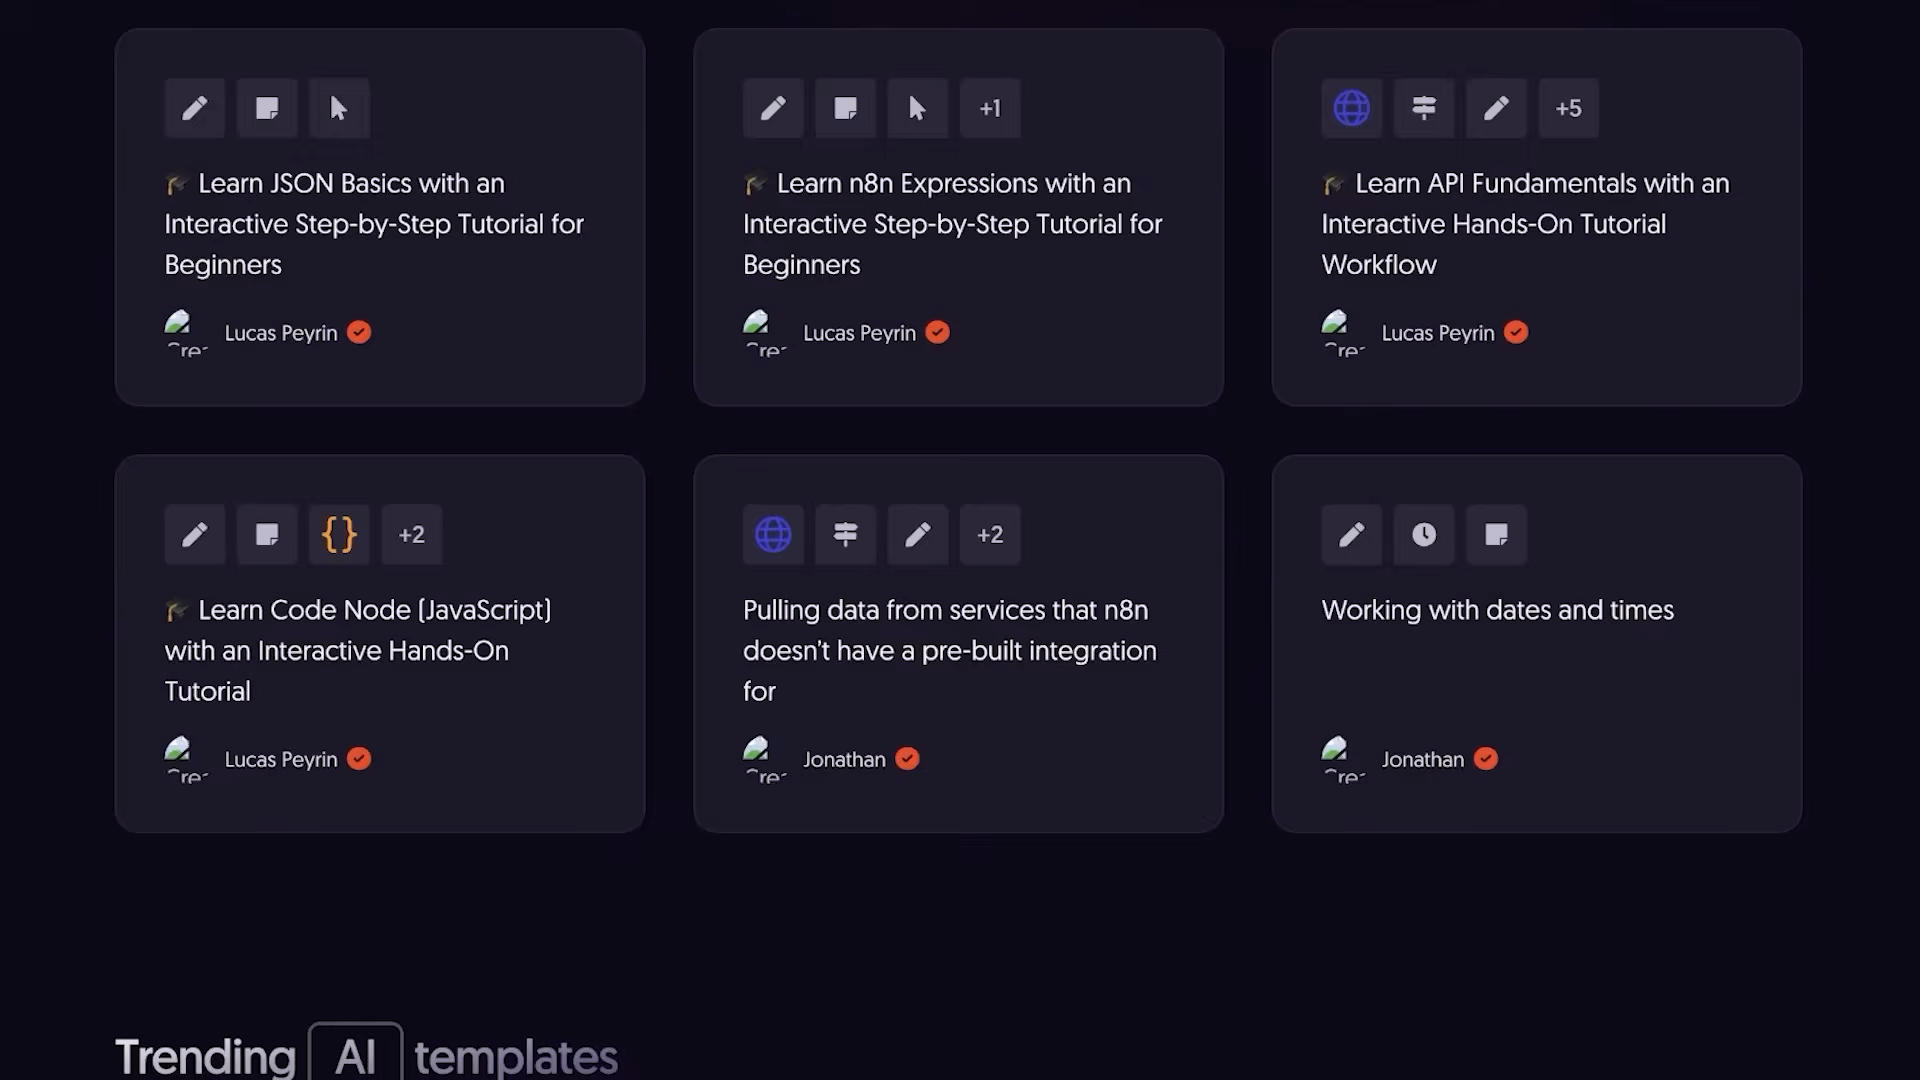 +1
+5
🎓 Learn JSON Basics with an
Interactive Step-by-Step Tutorial for
Beginners
Lucas Peyrin
🎓 Learn n8n Expressions with an
Interactive Step-by-Step Tutorial for
Beginners
Lucas Peyrin
🎓 Learn API Fundamentals with an
Interactive Hands-On Tutorial
Workflow
Lucas Peyrin
{}
+2
+2
🎓 Learn Code Node (JavaScript)
with an Interactive Hands-On
Tutorial
Lucas Peyrin
Pulling data from services that n8n
doesn't have a pre-built integration
for
Jonathan
Working with dates and times
Jonathan
Trending AI templates